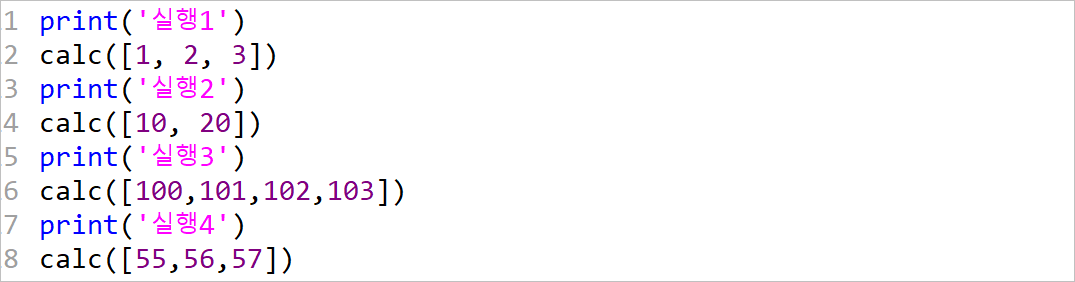 1 print('실행1')
2 calc([1, 2, 3])
3 print('실행2')
4 calc([10, 20])
5 print('실행3')
6 calc([100,101,102,103])
7 print('실행4')
8 calc([55,56,57])